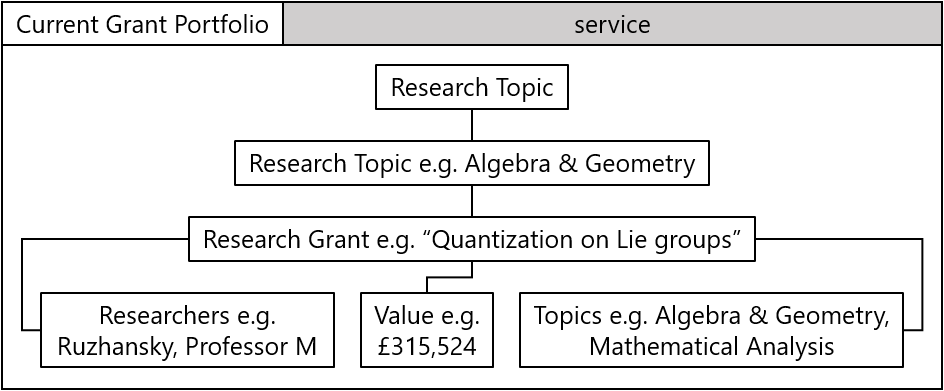 Current Grant Portfolio
service
Research Topic
Research Topic e.g. Algebra & Geometry
Research Grant e.g. “Quantization on Lie groups”
Researchers e.g.
Ruzhansky, Professor M
Value e.g.
£315,524
Topics e.g. Algebra & Geometry,
Mathematical Analysis